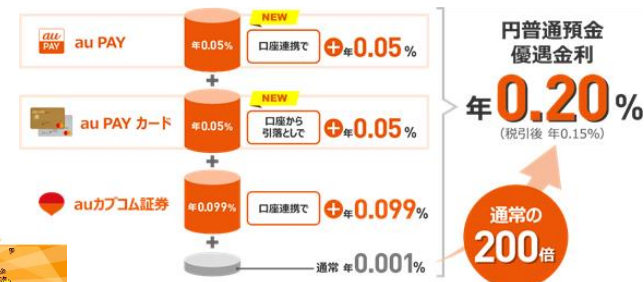 au PAY
au PAY
年0.05%
NEW
口座連携で
+年0.05%
+
au PAY カード
年0.05%
NEW
口座から
引落としで
+年0.05%
+
auカブコム証券
年0.099%
口座連携で
+年0.099%
+
通常 年0.001%
円普通預金
優遇金利
年0.20%
(税引後 年0.15%)
通常の
200倍